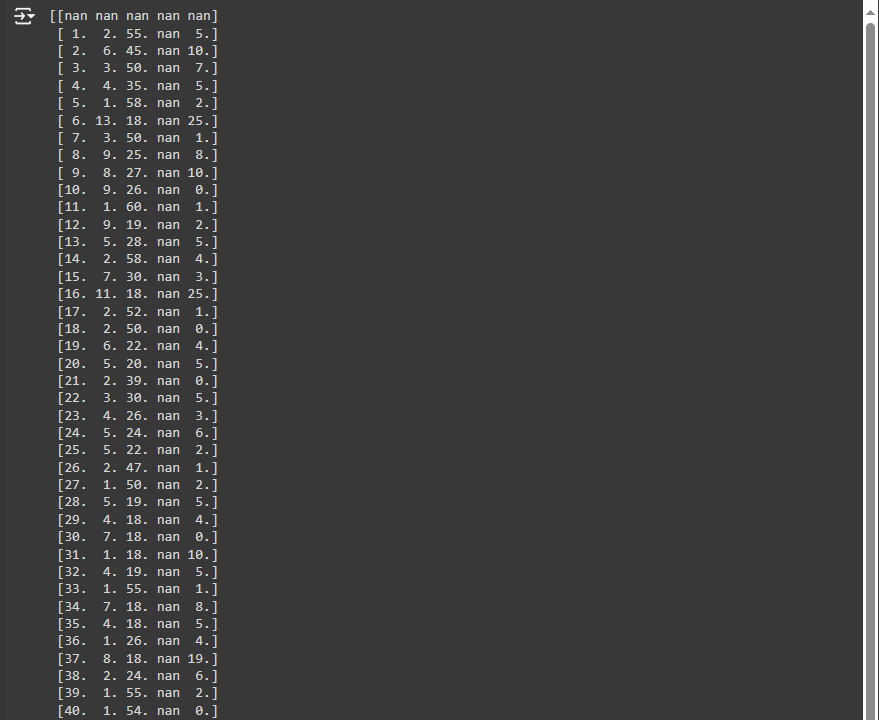 [[nan nan nan nan nan]
[ 1.  2. 55. nan  5.]
[ 2.  6. 45. nan 10.]
[ 3.  3. 50. nan  7.]
[ 4.  4. 35. nan  5.]
[ 5.  1. 58. nan  2.]
[ 6. 13. 18. nan 25.]
[ 7.  3. 50. nan  1.]
[ 8.  9. 25. nan  8.]
[ 9.  8. 27. nan 10.]
[10.  9. 26. nan  0.]
[11.  1. 60. nan  1.]
[12.  9. 19. nan  2.]
[13.  5. 28. nan  5.]
[14.  2. 58. nan  4.]
[15.  7. 30. nan  3.]
[16. 11. 18. nan 25.]
[17.  2. 52. nan  1.]
[18.  2. 50. nan  0.]
[19.  6. 22. nan  4.]
[20.  5. 20. nan  5.]
[21.  2. 39. nan  0.]
[22.  3. 30. nan  5.]
[23.  4. 26. nan  3.]
[24.  5. 24. nan  6.]
[25.  5. 22. nan  2.]
[26.  2. 47. nan  1.]
[27.  1. 50. nan  2.]
[28.  5. 19. nan  5.]
[29.  4. 18. nan  4.]
[30.  7. 18. nan  0.]
[31.  1. 18. nan 10.]
[32.  4. 19. nan  5.]
[33.  1. 55. nan  1.]
[34.  7. 18. nan  8.]
[35.  4. 18. nan  5.]
[36.  1. 26. nan  4.]
[37.  8. 18. nan 19.]
[38.  2. 24. nan  6.]
[39.  1. 55. nan  2.]
[40.  1. 54. nan  0.]